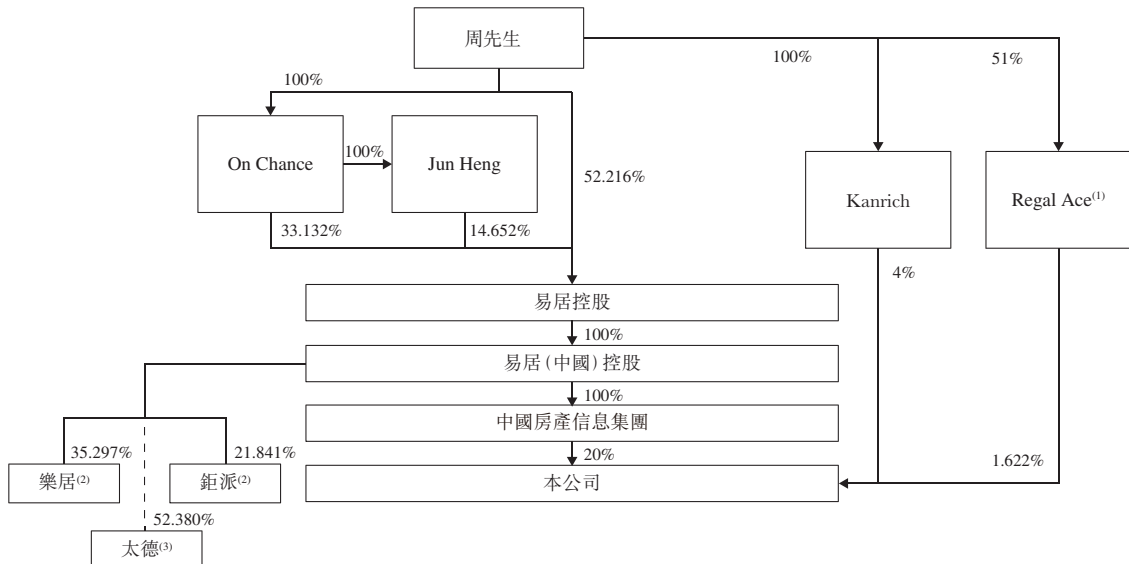 周先生
100%
51%
100%
On Chance
100%
Jun Heng
52.216%
Kanrich
Regal Ace(1)
33.132%
14.652%
4%
易居控股
100%
易居(中國)控股
100%
中國房產信息集團
35.297%
21.841%
20%
1.622%
樂居(2)
鉅派(2)
本公司
52.380%
太德(3)